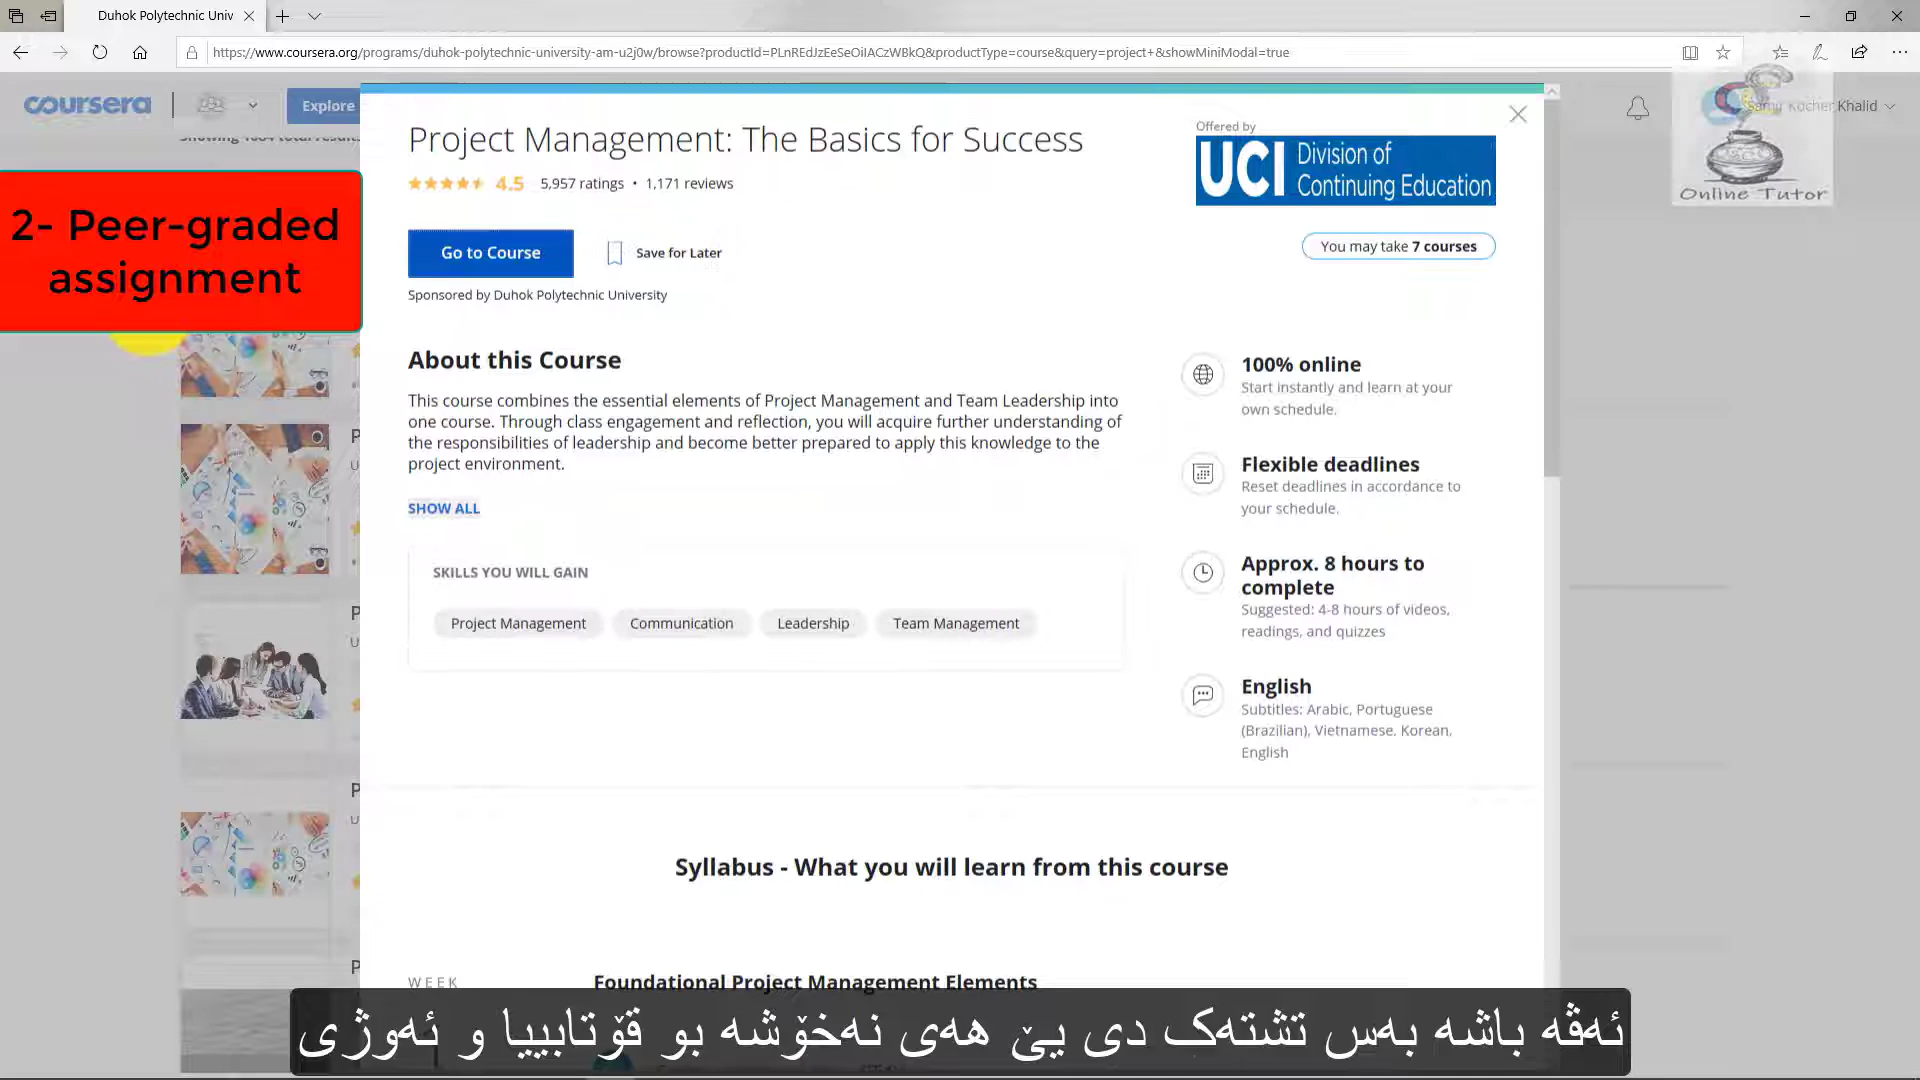 Duhok Polytechnic Univ
https://www.coursera.org/programs/duhok-polytechnic-university-am-u2j0w/browse?productId=PLnREdJzEeSeOiIACzWBkQ&productType=course&query=project+&showMiniModal=true
coursera
Explore
Samir Kocher Khalid
Online Tutor
2- Peer-graded
assignment
Project Management: The Basics for Success
4.5 5,957 ratings • 1,171 reviews
Offered by
UCI Division of
Continuing Education
Go to Course
Save for Later
You may take 7 courses
Sponsored by Duhok Polytechnic University
About this Course
This course combines the essential elements of Project Management and Team Leadership into
one course. Through class engagement and reflection, you will acquire further understanding of
the responsibilities of leadership and become better prepared to apply this knowledge to the
project environment.
SHOW ALL
SKILLS YOU WILL GAIN
Project Management Communication Leadership Team Management
100% online
Start instantly and learn at your
own schedule.
Flexible deadlines
Reset deadlines in accordance to
your schedule.
Approx. 8 hours to
complete
Suggested: 4-8 hours of videos,
readings, and quizzes
English
Subtitles: Arabic, Portuguese
(Brazilian), Vietnamese. Korean,
English
Syllabus - What you will learn from this course
WEEK
Foundational Project Management Elements
ئەڤە باشە بەس تشتەک دی یێ هەی نەخۆشە بو قۆتابییا و ئەوژی